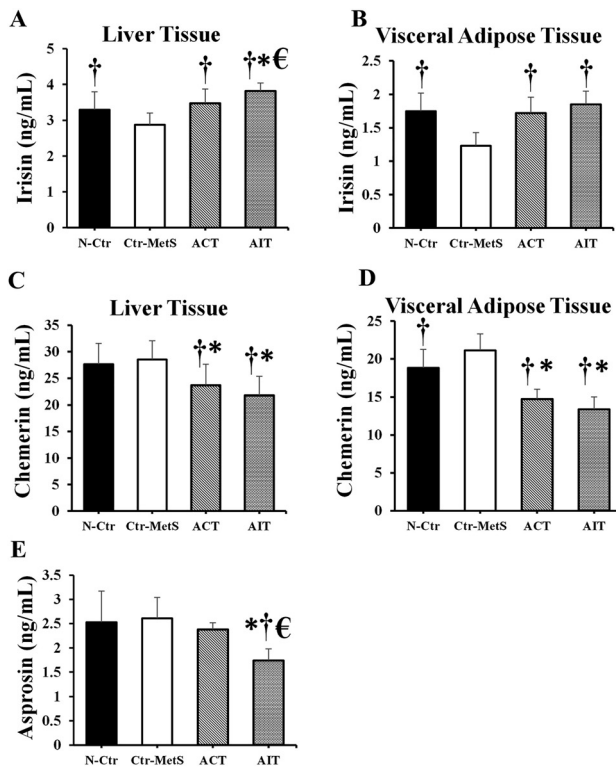 A
Liver Tissue
Irisin (ng/mL)
5
4
3
2
1
0
†
†
†*€
N-Ctr Ctr-MetS ACT AIT
B
Visceral Adipose Tissue
Irisin (ng/mL)
2.5
2
1.5
1
0.5
0
†
†
†
N-Ctr Ctr-MetS ACT AIT
C
Liver Tissue
Chemerin (ng/mL)
35
30
25
20
15
10
5
0
†*
†*
N-Ctr Ctr-MetS ACT AIT
D
Visceral Adipose Tissue
Chemerin (ng/mL)
25
20
15
10
5
0
†
†*
†*
N-Ctr Ctr-MetS ACT AIT
E
Asprosin (ng/mL)
3.5
3
2.5
2
1.5
1
0.5
0
*†€
N-Ctr Ctr-MetS ACT AIT